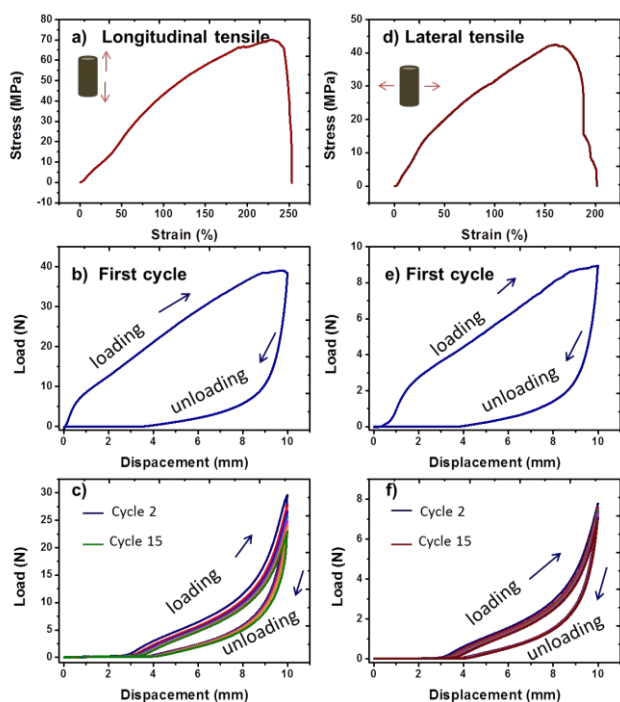 a) Longitudinal tensile
Stress (MPa)
80
70
60
50
40
30
20
10
0
-10
0 50 100 150 200 250
Strain (%)
d) Lateral tensile
Stress (MPa)
50
40
30
20
10
0
0 50 100 150 200
Strain (%)
b) First cycle
Load (N)
40
30
20
10
0
loading
unloading
0 2 4 6 8 10
Dispacement (mm)
e) First cycle
Load (N)
8
6
4
2
0
loading
unloading
0 2 4 6 8 10
Dispacement (mm)
c)
Cycle 2
Cycle 15
Load (N)
30
25
20
15
10
5
0
loading
unloading
0 2 4 6 8 10
Dispacement (mm)
f)
Cycle 2
Cycle 15
Load (N)
8
6
4
2
0
loading
unloading
0 2 4 6 8 10
Dispacement (mm)